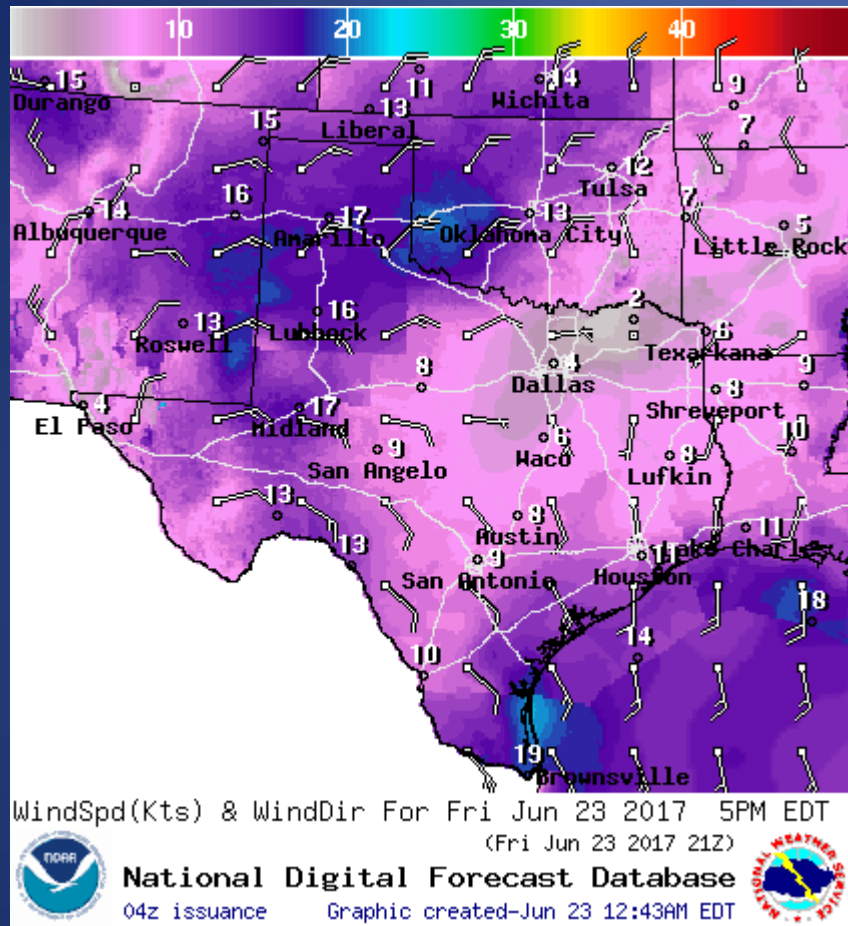 10 20 30 40
15 11 14 9
Durango Wichita
13
Liberal
15 7
12
Tulsa
14 16 17 13 7 5
Albuquerque Amarillo Oklahoma City Little Rock
13 16 2 6
Roswell Lubbock Texarkana
8 4 9
Dallas
4 17 8
El Paso Midland Shreveport
9 6 8 10
San Angelo Waco Lufkin
13 8 11
Austin Lake Charles
13 9 11
San Antonio Houston
18
14
10
19
Brownsville
WindSpd(Kts) & WindDir For Fri Jun 23 2017 5PM EDT
(Fri Jun 23 2017 21Z)
NOAA
NATIONAL WEATHER SERVICE
National Digital Forecast Database
04z issuance Graphic created-Jun 23 12:43AM EDT